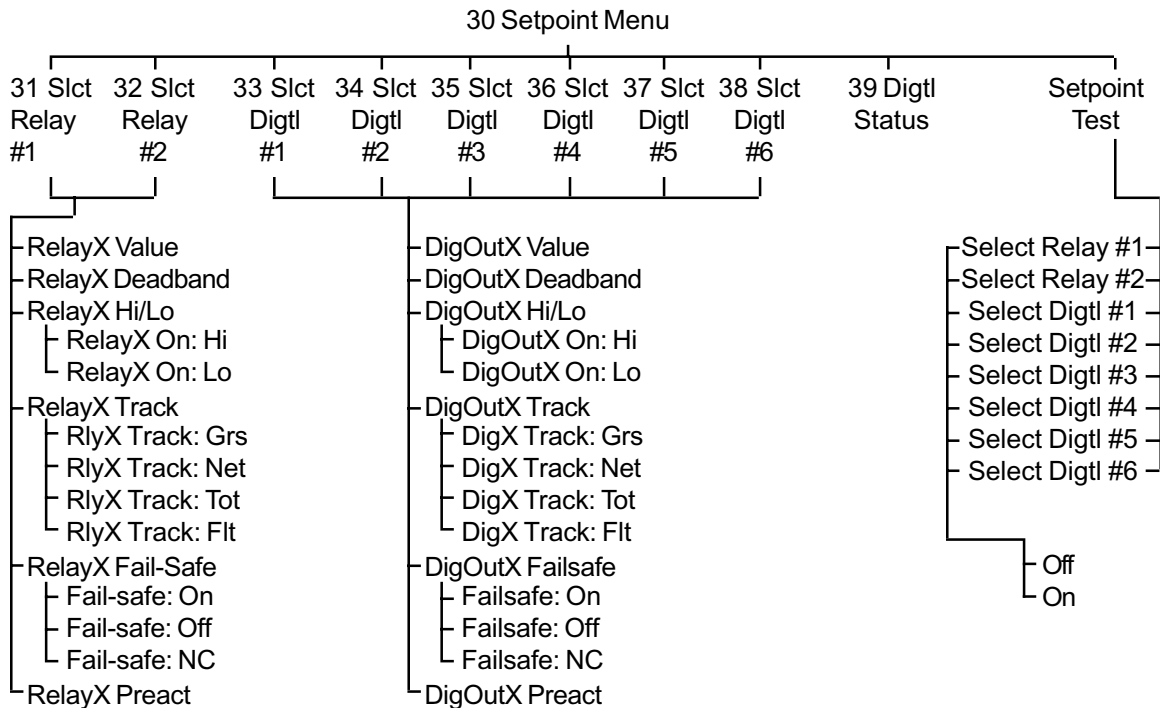 30 Setpoint Menu
31 Slct Relay #1
32 Slct Relay #2
33 Slct Digtl #1
34 Slct Digtl #2
35 Slct Digtl #3
36 Slct Digtl #4
37 Slct Digtl #5
38 Slct Digtl #6
39 Digtl Status
Setpoint Test
RelayX Value
RelayX Deadband
RelayX Hi/Lo
RelayX On: Hi
RelayX On: Lo
RelayX Track
RlyX Track: Grs
RlyX Track: Net
RlyX Track: Tot
RlyX Track: Flt
RelayX Fail-Safe
Fail-safe: On
Fail-safe: Off
Fail-safe: NC
RelayX Preact
DigOutX Value
DigOutX Deadband
DigOutX Hi/Lo
DigOutX On: Hi
DigOutX On: Lo
DigOutX Track
DigX Track: Grs
DigX Track: Net
DigX Track: Tot
DigX Track: Flt
DigOutX Failsafe
Failsafe: On
Failsafe: Off
Failsafe: NC
DigOutX Preact
Select Relay #1
Select Relay #2
Select Digtl #1
Select Digtl #2
Select Digtl #3
Select Digtl #4
Select Digtl #5
Select Digtl #6
Off
On